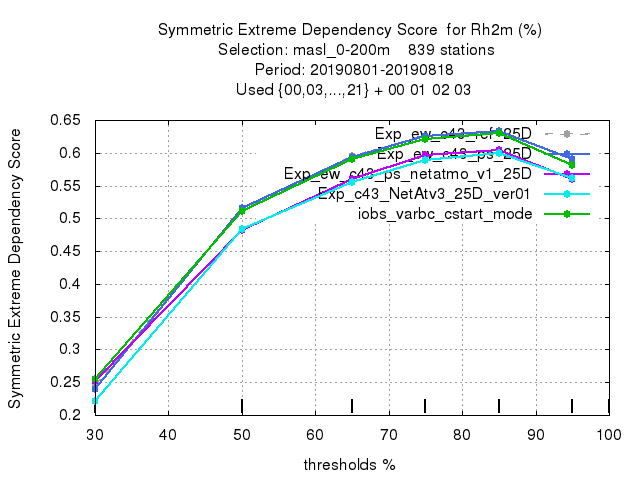 Symmetric Extreme Dependency Score for Rh2m (%)
Selection: masl_0-200m 839 stations
Period: 20190801-20190818
Used {00,03,...,21} + 00 01 02 03
Symmetric Extreme Dependency Score
0.65
0.6
0.55
0.5
0.45
0.4
0.35
0.3
0.25
0.2
Exp_ew_c43_ref_25D
Exp_ew_c43_ps_25D
Exp_ew_c43_ps_netatmo_v1_25D
Exp_c43_NetAtv3_25D_ver01
iobs_varbc_cstart_mode
30 40 50 60 70 80 90 100
thresholds %